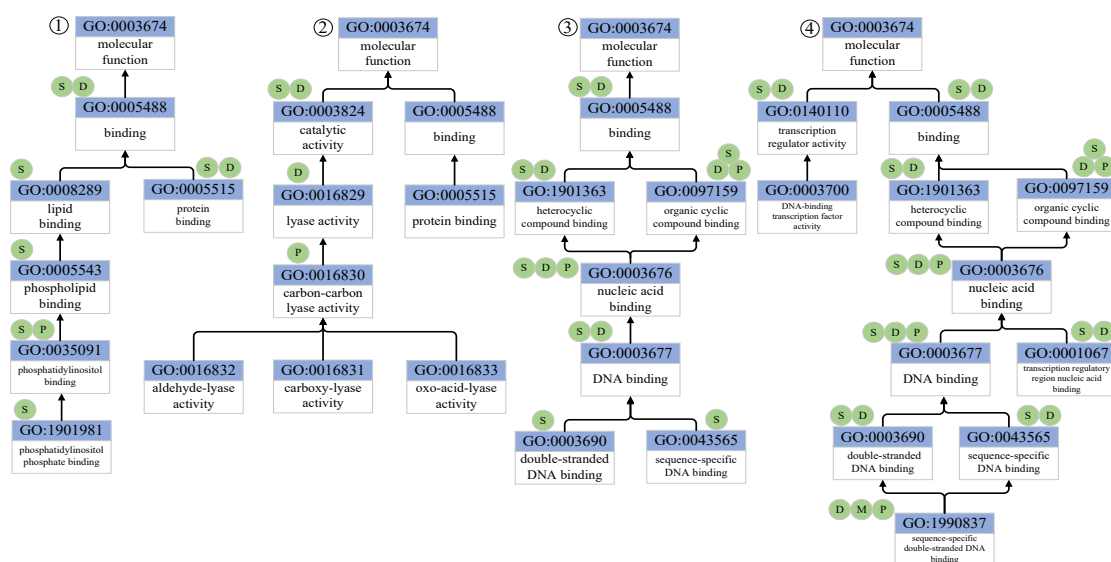 ①
GO:0003674
molecular
function
S D
GO:0005488
binding
S
GO:0008289
lipid
binding
S D
GO:0005515
protein
binding
S
GO:0005543
phospholipid
binding
S P
GO:0035091
phosphatidylinositol
binding
S
GO:1901981
phosphatidylinositol
phosphate binding
②
GO:0003674
molecular
function
S D
GO:0003824
catalytic
activity
GO:0005488
binding
D
GO:0016829
lyase activity
GO:0005515
protein binding
P
GO:0016830
carbon-carbon
lyase activity
GO:0016832
aldehyde-lyase
activity
GO:0016831
carboxy-lyase
activity
GO:0016833
oxo-acid-lyase
activity
③
GO:0003674
molecular
function
S D
GO:0005488
binding
S D
GO:1901363
heterocyclic
compound binding
S
D P
GO:0097159
organic cyclic
compound binding
S D P
GO:0003676
nucleic acid
binding
S D
GO:0003677
DNA binding
S
GO:0003690
double-stranded
DNA binding
S
GO:0043565
sequence-specific
DNA binding
④
GO:0003674
molecular
function
S D
GO:0140110
transcription
regulator activity
S D
GO:0005488
binding
S D
GO:0003700
DNA-binding
transcription factor
activity
S D
GO:1901363
heterocyclic
compound binding
S
D P
GO:0097159
organic cyclic
compound binding
S D P
GO:0003676
nucleic acid
binding
S D P
GO:0003677
DNA binding
S D
GO:0001067
transcription regulatory
region nucleic acid
binding
S D
GO:0003690
double-stranded
DNA binding
S D
GO:0043565
sequence-specific
DNA binding
D M P
GO:1990837
sequence-specific
double-stranded DNA
binding